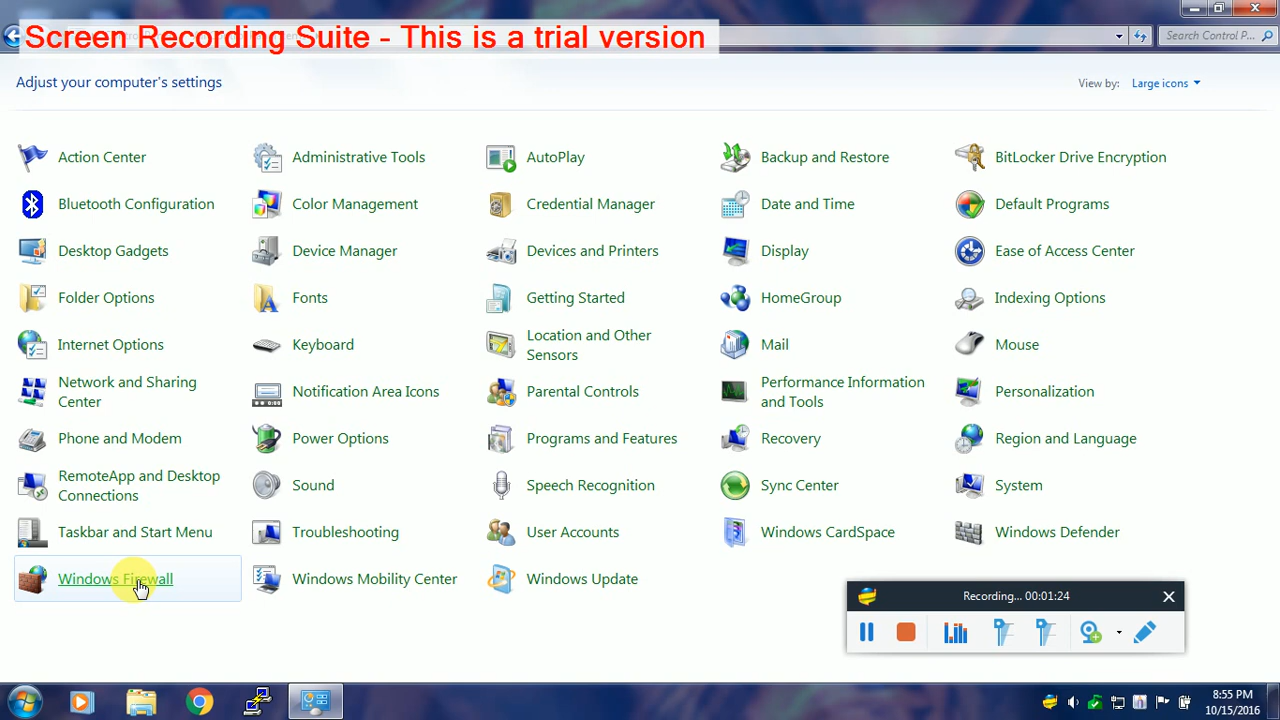 Screen Recording Suite - This is a trial version
Search Control P...
Adjust your computer's settings
View by: Large icons
Action Center
Administrative Tools
AutoPlay
Backup and Restore
BitLocker Drive Encryption
Bluetooth Configuration
Color Management
Credential Manager
Date and Time
Default Programs
Desktop Gadgets
Device Manager
Devices and Printers
Display
Ease of Access Center
Folder Options
Fonts
Getting Started
HomeGroup
Indexing Options
Internet Options
Keyboard
Location and Other
Sensors
Mail
Mouse
Network and Sharing
Center
Notification Area Icons
Parental Controls
Performance Information
and Tools
Personalization
Phone and Modem
Power Options
Programs and Features
Recovery
Region and Language
RemoteApp and Desktop
Connections
Sound
Speech Recognition
Sync Center
System
Taskbar and Start Menu
Troubleshooting
User Accounts
Windows CardSpace
Windows Defender
Windows Firewall
Windows Mobility Center
Windows Update
Recording... 00:01:24
8:55 PM
10/15/2016